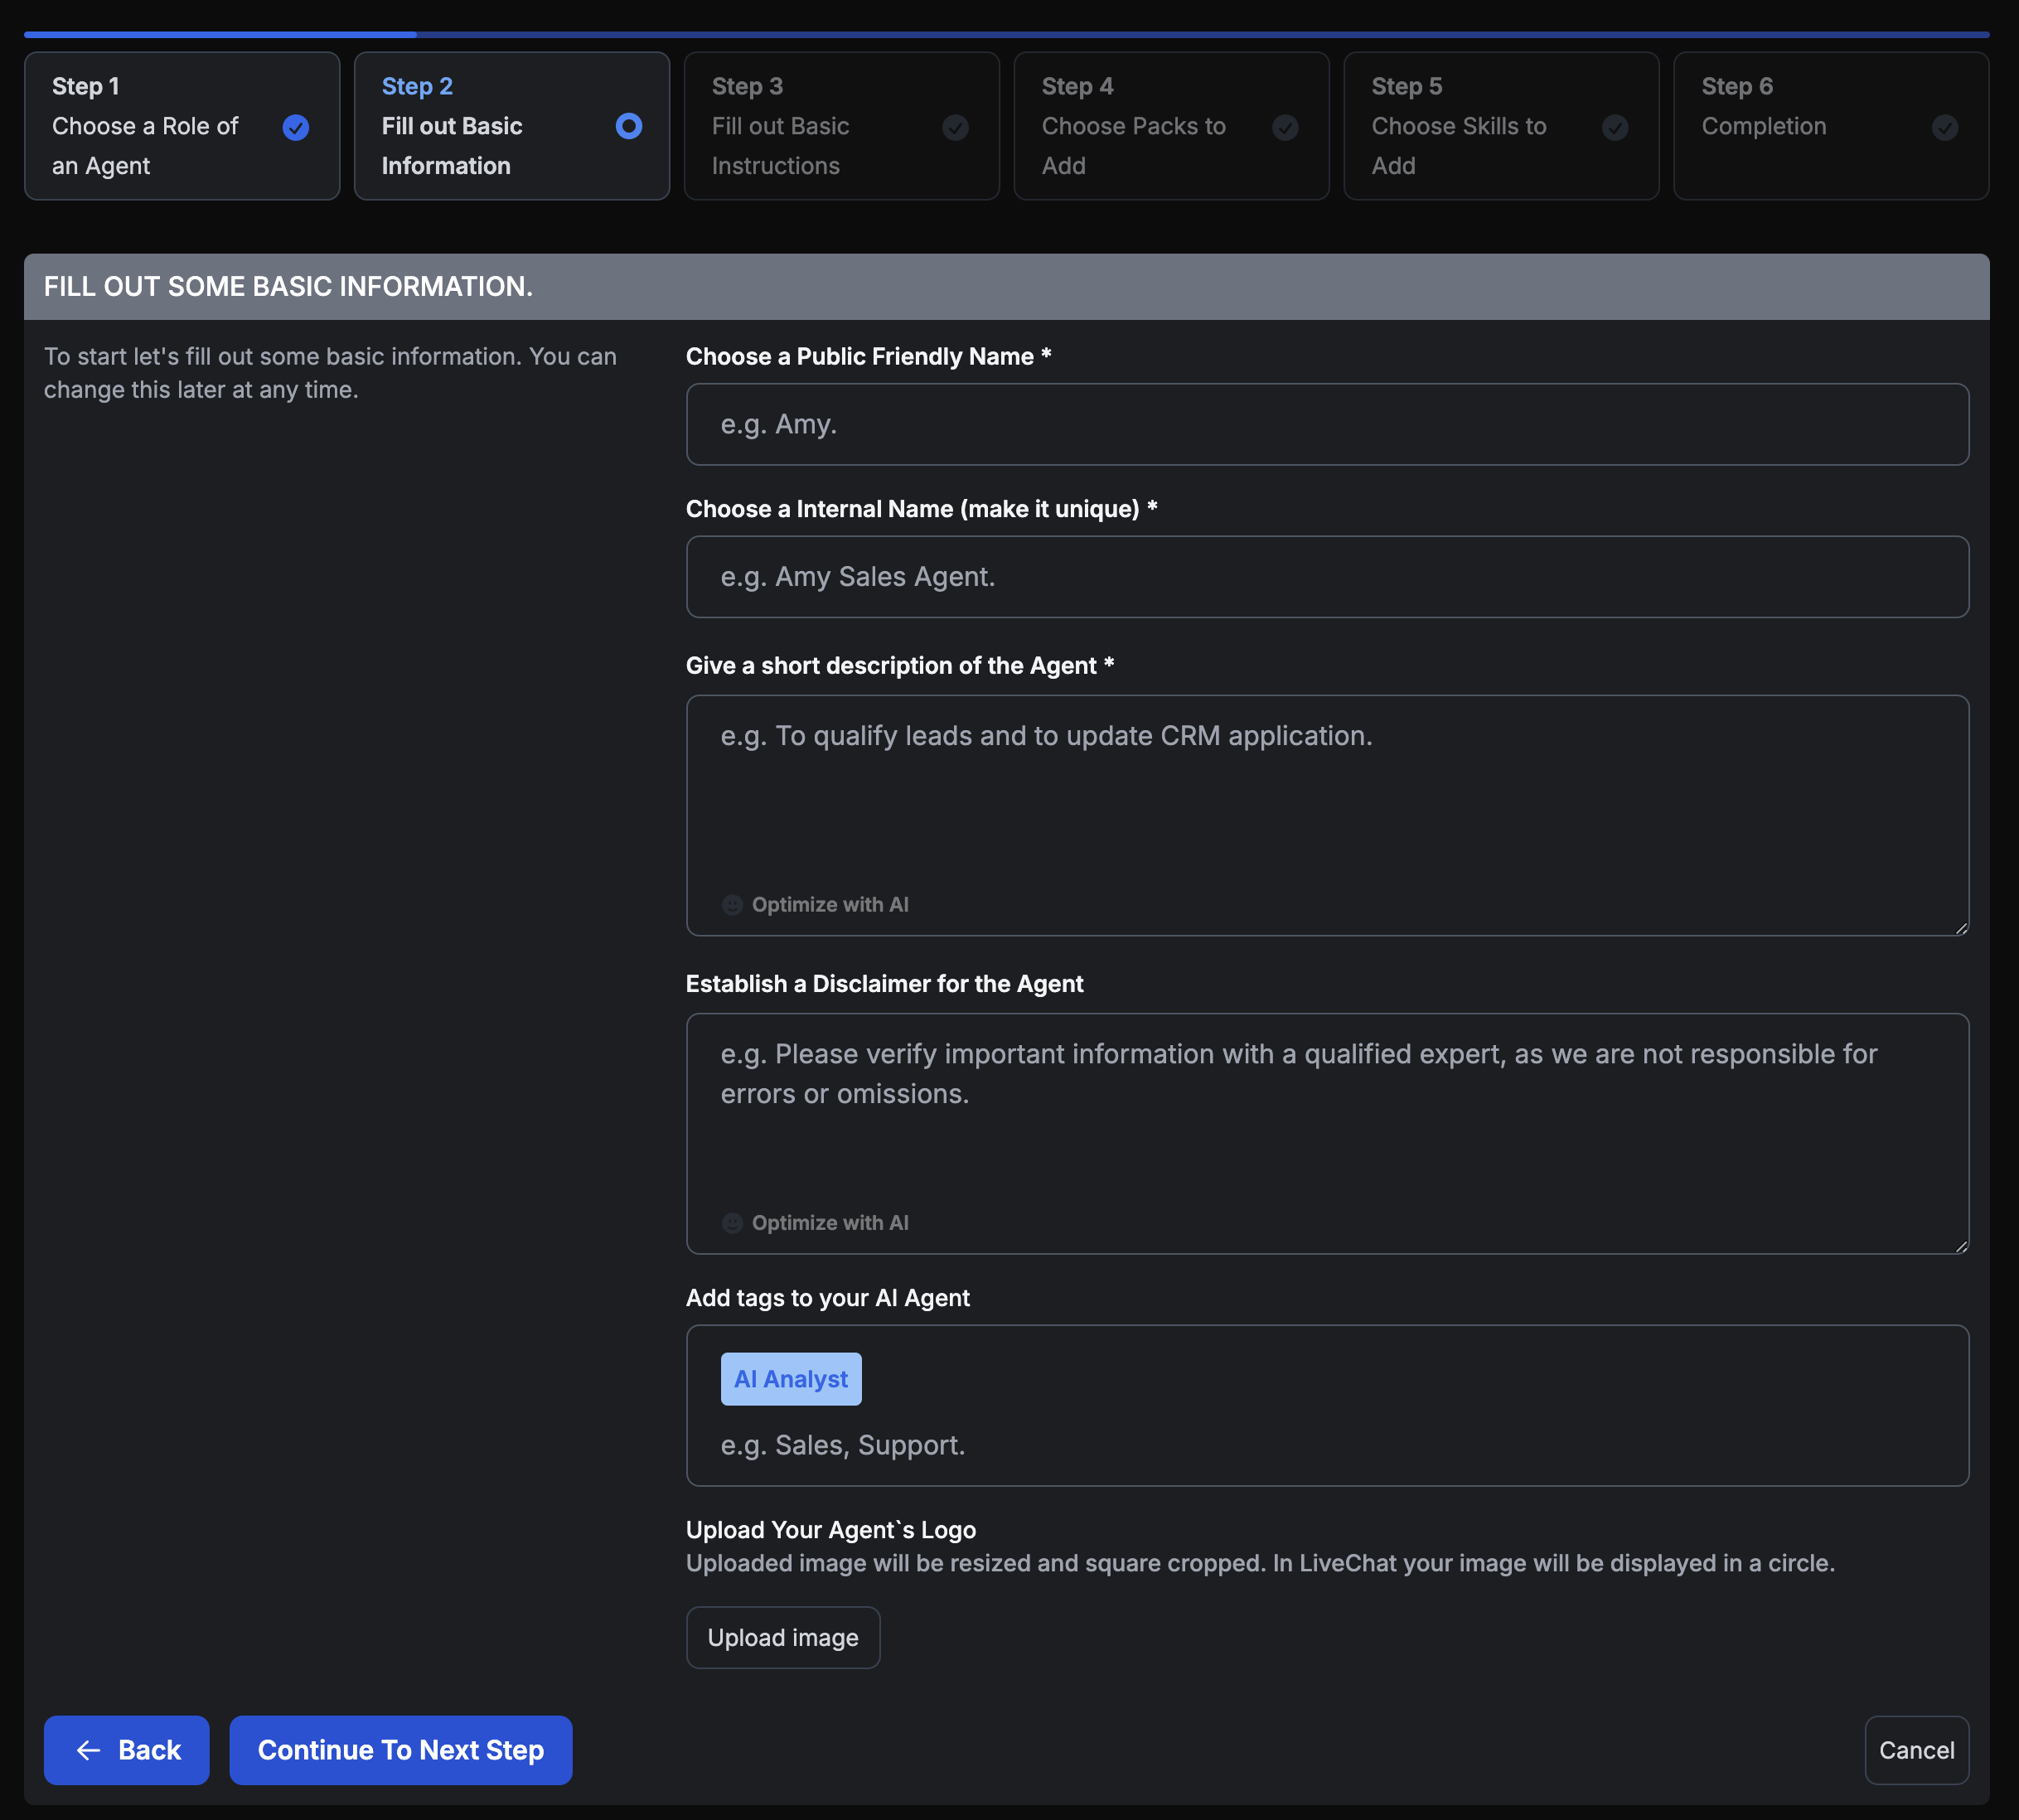 Step 1
Choose a Role of
an Agent
Step 2
Fill out Basic
Information
Step 3
Fill out Basic
Instructions
Step 4
Choose Packs to
Add
Step 5
Choose Skills to
Add
Step 6
Completion
FILL OUT SOME BASIC INFORMATION.
To start let's fill out some basic information. You can
change this later at any time.
Choose a Public Friendly Name *
e.g. Amy.
Choose a Internal Name (make it unique) *
e.g. Amy Sales Agent.
Give a short description of the Agent *
e.g. To qualify leads and to update CRM application.
Optimize with AI
Establish a Disclaimer for the Agent
e.g. Please verify important information with a qualified expert, as we are not responsible for
errors or omissions.
Optimize with AI
Add tags to your AI Agent
AI Analyst
e.g. Sales, Support.
Upload Your Agent`s Logo
Uploaded image will be resized and square cropped. In LiveChat your image will be displayed in a circle.
Upload image
Back
Continue To Next Step
Cancel